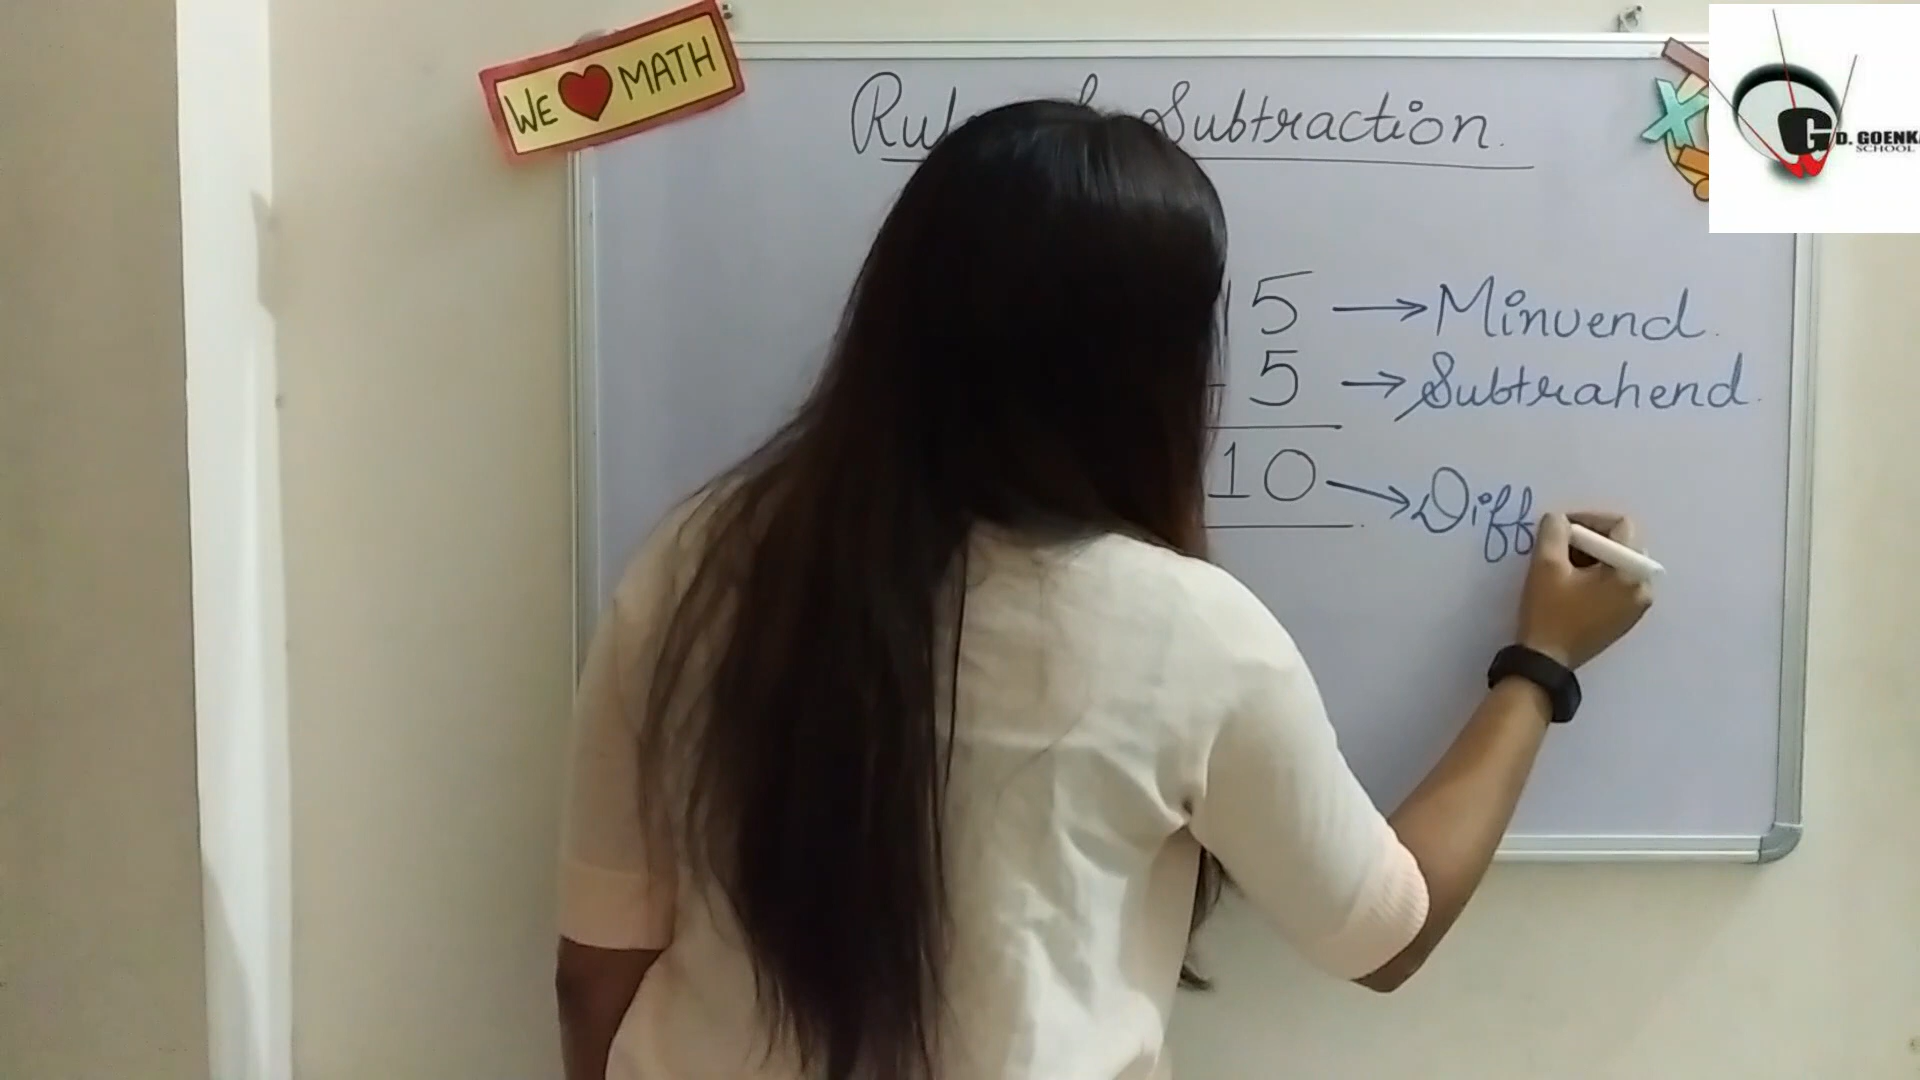 WE ❤ MATH
Subtraction.
15 → Minuend.
- 5 → Subtrahend.
10 → Diff
G D. GOENKA
SCHOOL
X